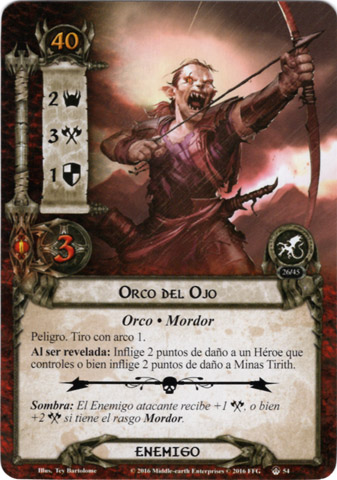 40
2
3
1
3
26/45
Orco del Ojo
Orco • Mordor
Peligro. Tiro con arco 1.
Al ser revelada: Inflige 2 puntos de daño a un Héroe que
controles o bien inflige 2 puntos de daño a Minas Tirith.
Sombra: El Enemigo atacante recibe +1 , o bien
+2 si tiene el rasgo Mordor.
ENEMIGO
Illus. Tey Bartolome © 2016 Middle-earth Enterprises © 2016 FFG 54